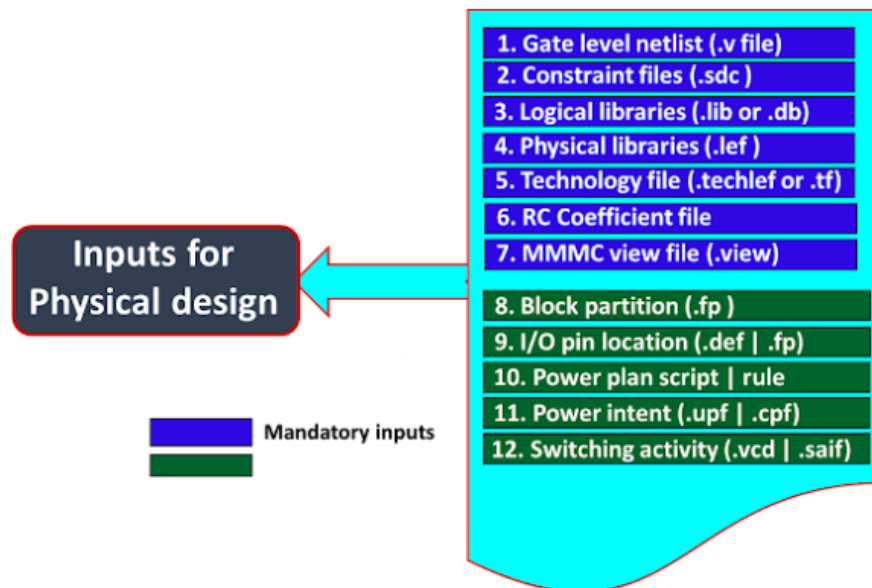 1. Gate level netlist (.v file)
2. Constraint files (.sdc )
3. Logical libraries (.lib or .db)
4. Physical libraries (.lef )
5. Technology file (.techlef or .tf)
6. RC Coefficient file
7. MMMC view file (.view)
Inputs for
Physical design
8. Block partition (.fp )
9. I/O pin location (.def | .fp)
10. Power plan script | rule
11. Power intent (.upf | .cpf)
12. Switching activity (.vcd | .saif)
Mandatory inputs